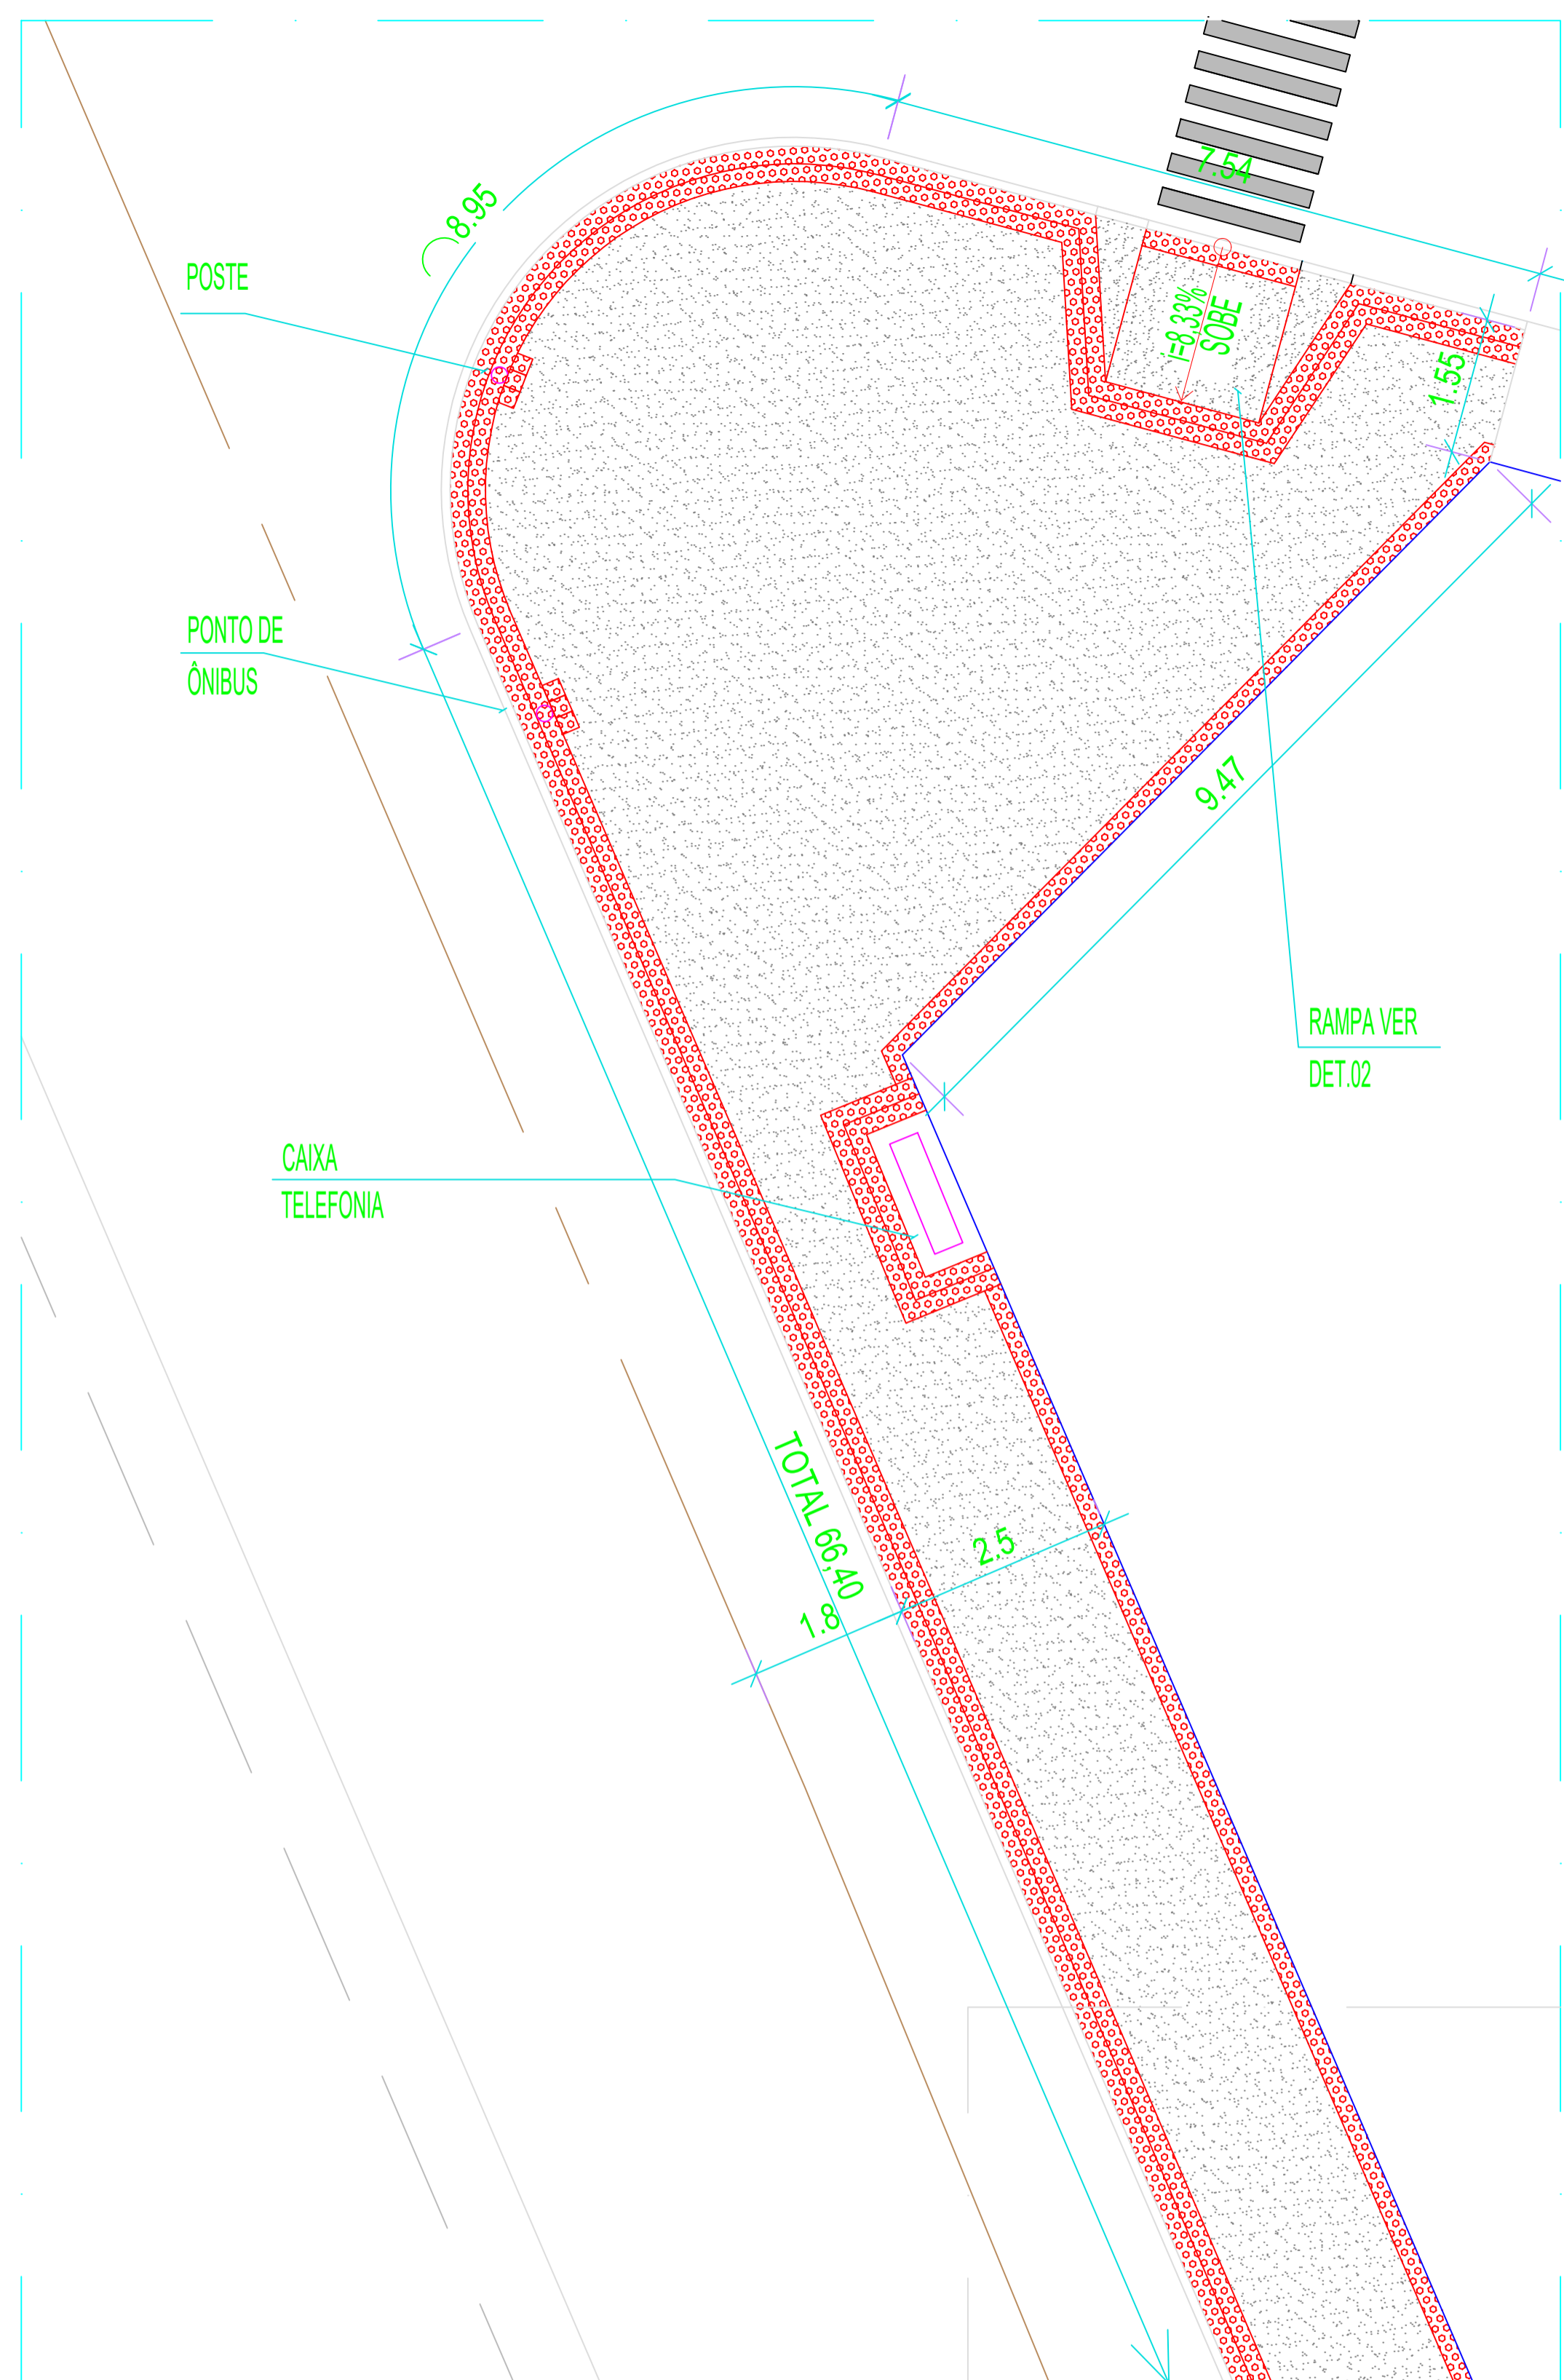 7.54
8.95
POSTE
i=8.33%
SOBE
1.55
PONTO DE
ÔNIBUS
9.47
RAMPA VER
DET.02
CAIXA
TELEFONIA
TOTAL 66,40
2.5
1.8